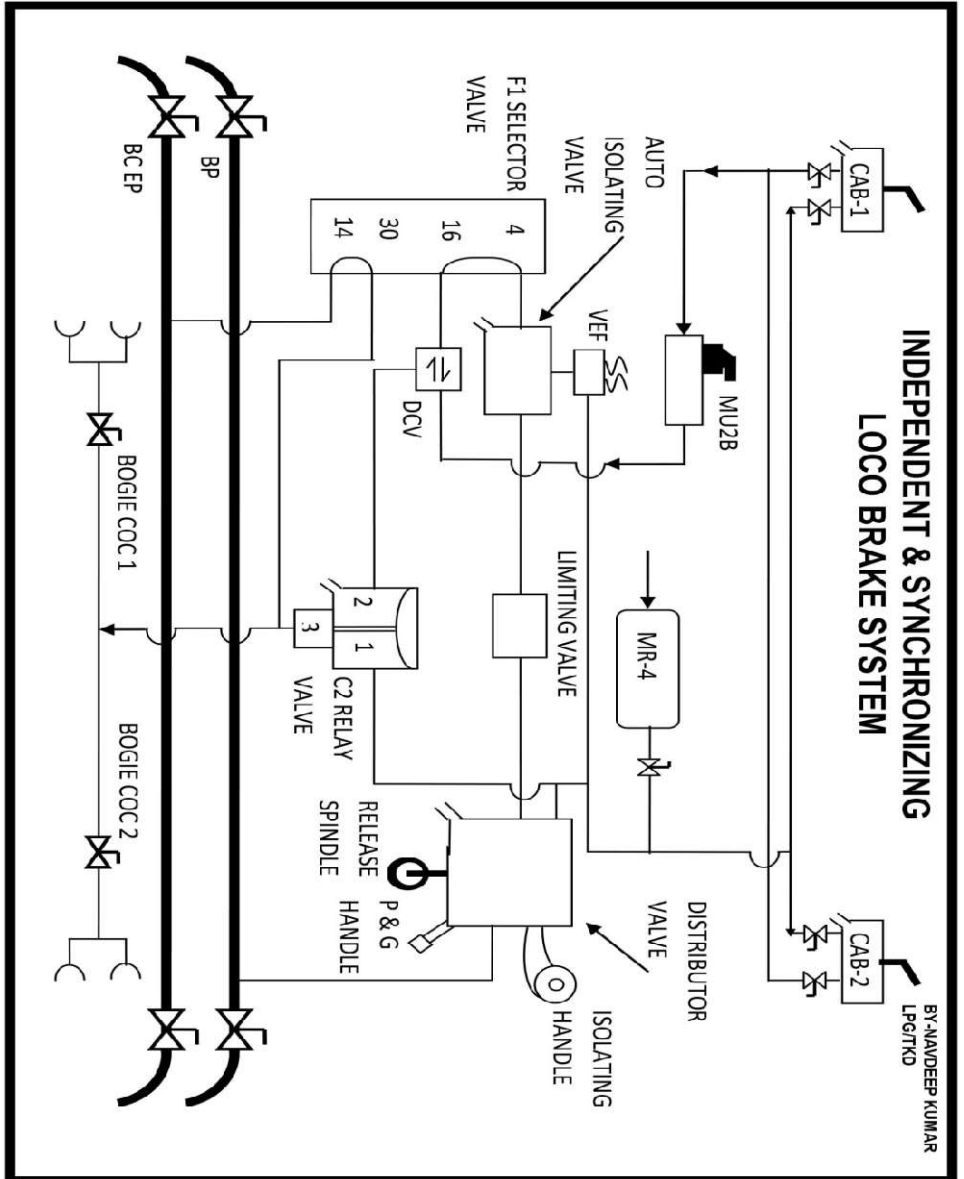 INDEPENDENT & SYNCHRONIZING
LOCO BRAKE SYSTEM
BY-NAVDEEP KUMAR
LPG/TKD
CAB-1
CAB-2
MU2B
MR-4
AUTO
ISOLATING
VALVE
VEF
LIMITING VALVE
DISTRIBUTOR
VALVE
ISOLATING
HANDLE
F1 SELECTOR
VALVE
4
16
30
14
DCV
2
1
3
C2 RELAY
VALVE
RELEASE
SPINDLE
P & G
HANDLE
BP
BC EP
BOGIE COC 1
BOGIE COC 2